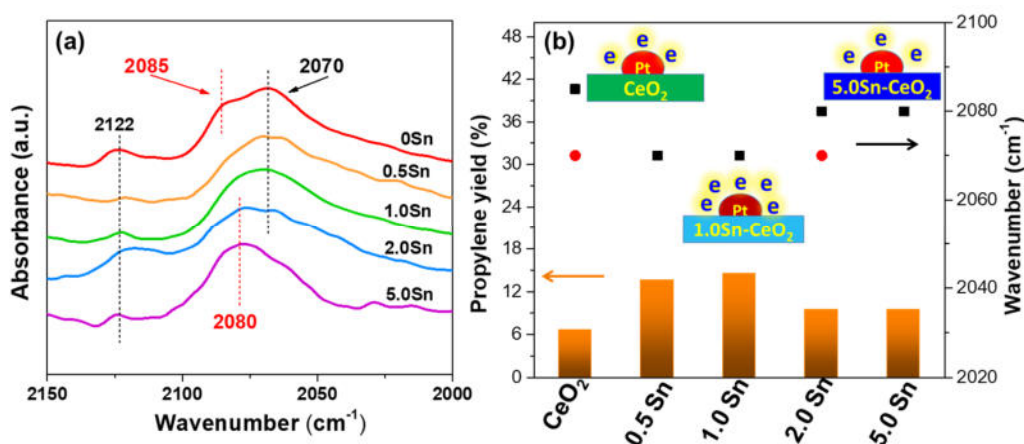 (a)
2085
2070
2122
0Sn
0.5Sn
1.0Sn
2.0Sn
5.0Sn
2080
Absorbance (a.u.)
2150
2100
2050
2000
Wavenumber (cm⁻¹)
(b)
Propylene yield (%)
48
42
36
30
24
18
12
6
0
e
e
e
Pt
CeO₂
e
e
e
Pt
5.0Sn-CeO₂
e
e
e
e
e
e
Pt
1.0Sn-CeO₂
2100
2080
2060
2040
2020
Wavenumber (cm⁻¹)
CeO₂
0.5 Sn
1.0 Sn
2.0 Sn
5.0 Sn